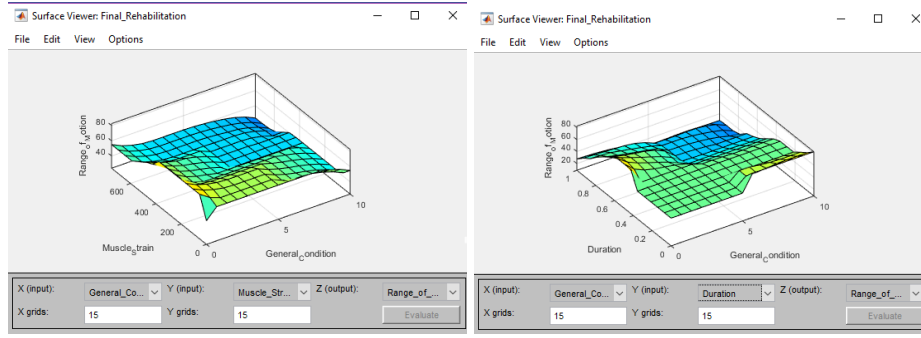 Surface Viewer: Final_Rehabilitation
File Edit View Options
80
60
40
Range_of_Motion
600
400
200
0
Muscle_Strain
0
5
10
General_Condition
X (input):
General_Co...
Y (input):
Muscle_Str...
Z (output):
Range_of_...
X grids:
15
Y grids:
15
Evaluate
Surface Viewer: Final_Rehabilitation
File Edit View Options
80
60
40
20
Range_of_Motion
1
0.8
0.6
0.4
0.2
0
Duration
0
5
10
General_Condition
X (input):
General_Co...
Y (input):
Duration
Z (output):
Range_of_...
X grids:
15
Y grids:
15
Evaluate